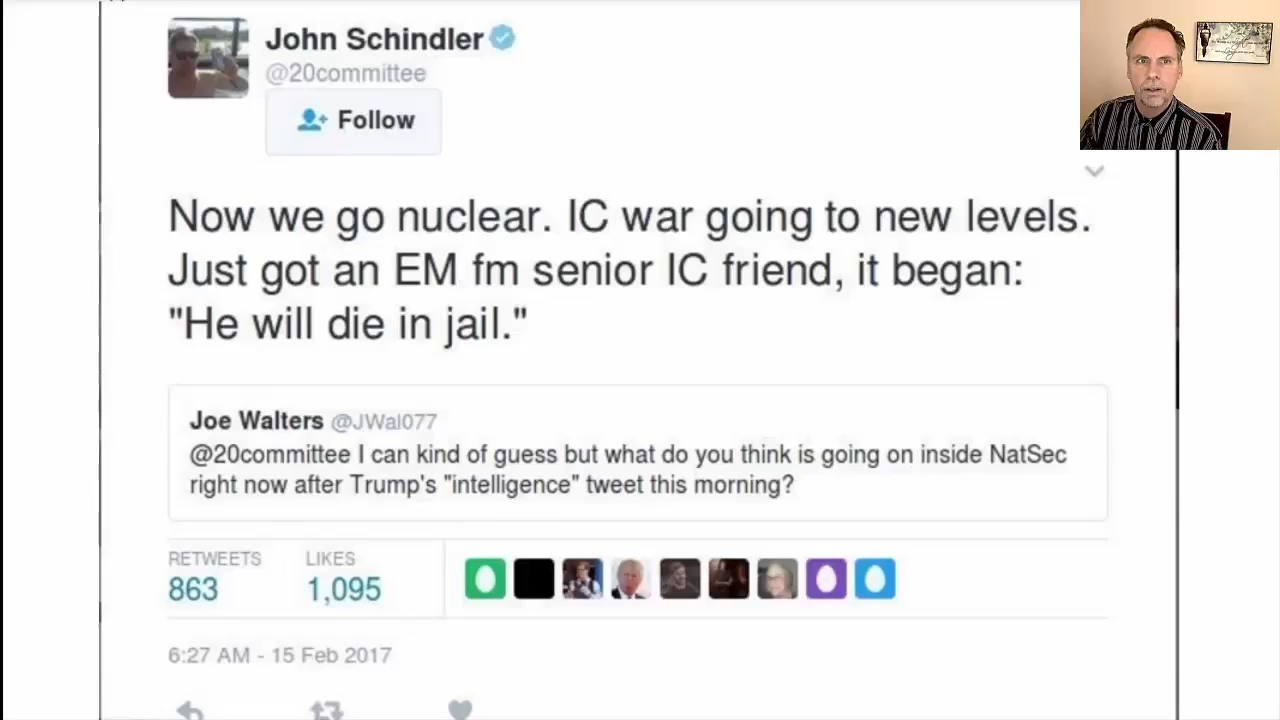 John Schindler
@20committee
Follow
Now we go nuclear. IC war going to new levels.
Just got an EM fm senior IC friend, it began:
"He will die in jail."
Joe Walters @JWal077
@20committee I can kind of guess but what do you think is going on inside NatSec
right now after Trump's "intelligence" tweet this morning?
RETWEETS LIKES
863 1,095
6:27 AM - 15 Feb 2017